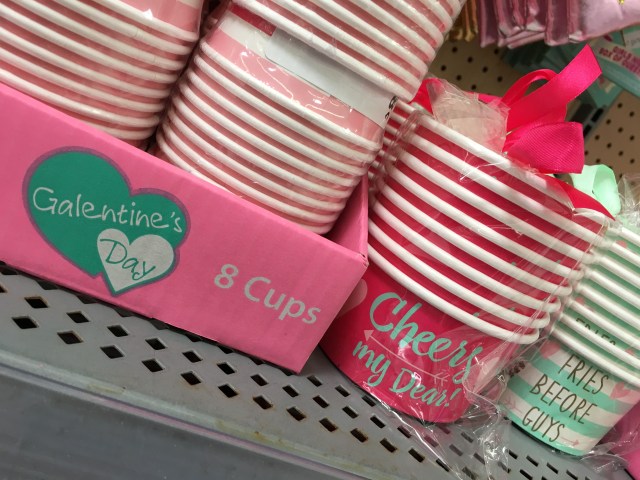 Galentine's
Day
8 Cups
Cheers
my Dear!
FRIES
BEFORE
GUYS